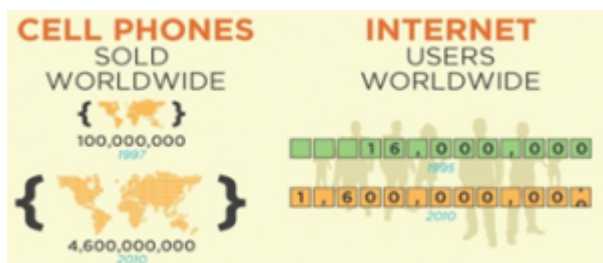 CELL PHONES
SOLD
WORLDWIDE
100,000,000
1997
4,600,000,000
2010
INTERNET
USERS
WORLDWIDE
16,000,000
1995
1,600,000,000
2010